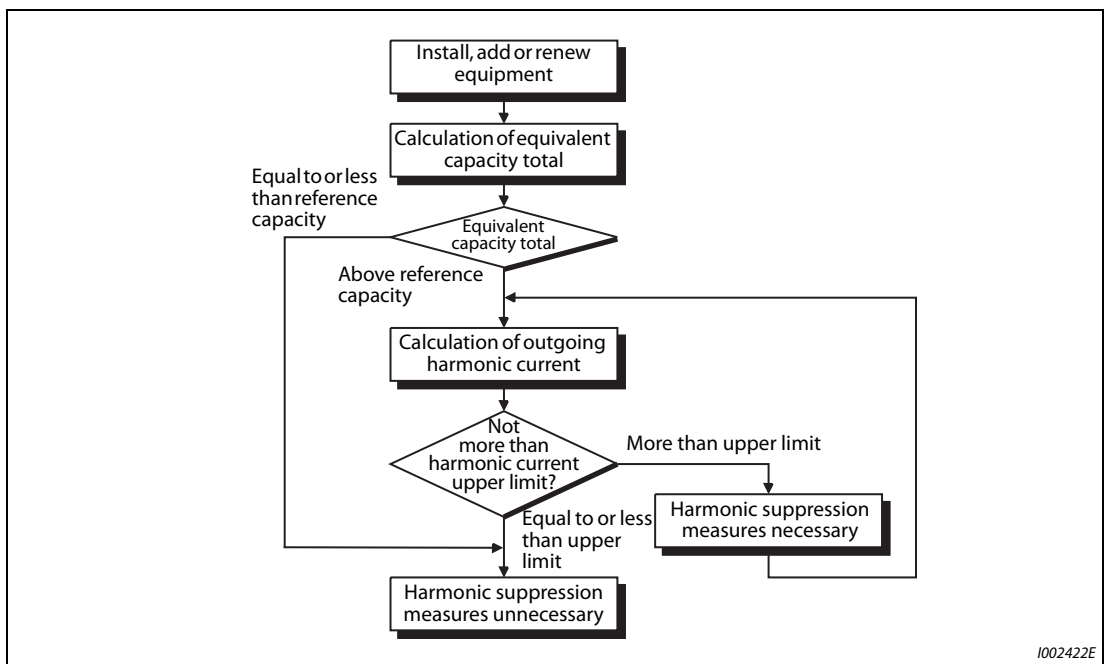 Install, add or renew
equipment
Calculation of equivalent
capacity total
Equal to or less
than reference
capacity
Equivalent
capacity total
Above reference
capacity
Calculation of outgoing
harmonic current
Not
more than
harmonic current
upper limit?
More than upper limit
Harmonic suppression
measures necessary
Equal to or less
than upper
limit
Harmonic suppression
measures unnecessary
I002422E